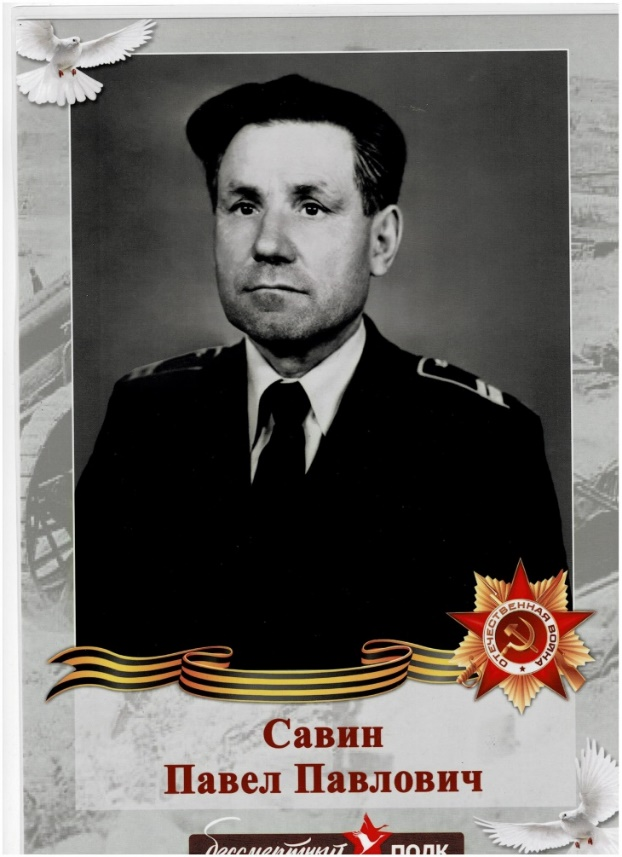 ОТЕЧЕСТВЕННАЯ ВОЙНА
Савин
Павел Павлович
бессмертный ПОЛК